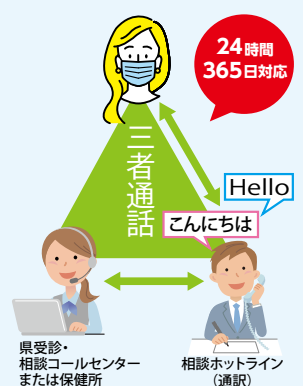 24時間
365日対応
三者通話
Hello
こんにちは
県受診・
相談コールセンター
または保健所
相談ホットライン
(通訳)